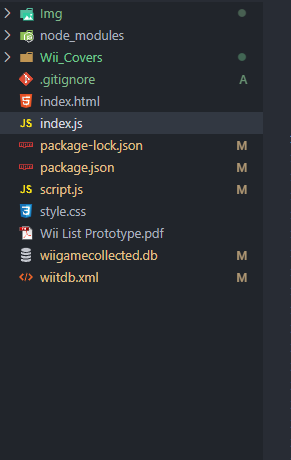 Img
node_modules
Wii_Covers
.gitignore A
index.html
JS index.js
package-lock.json M
package.json M
JS script.js M
style.css
Wii List Prototype.pdf
wiigamecollected.db M
wiitdb.xml M